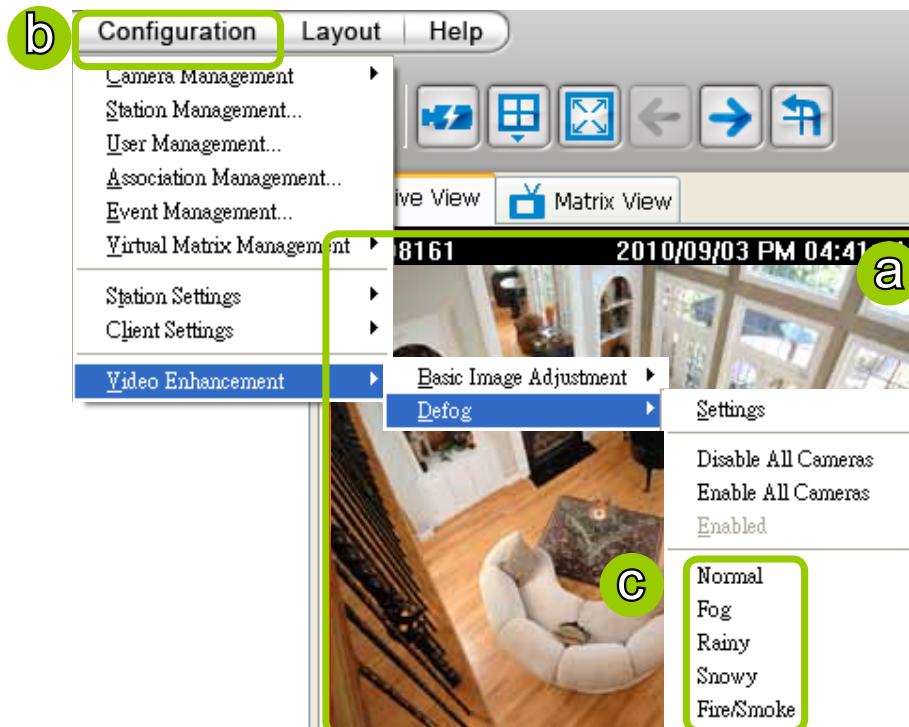 b
Configuration Layout Help
Camera Management
Station Management...
User Management...
Association Management...
Event Management...
Virtual Matrix Management
Station Settings
Client Settings
Video Enhancement
ive View
Matrix View
8161 2010/09/03 PM 04:41
a
Basic Image Adjustment
Defog
Settings
Disable All Cameras
Enable All Cameras
Enabled
c
Normal
Fog
Rainy
Snowy
Fire/Smoke